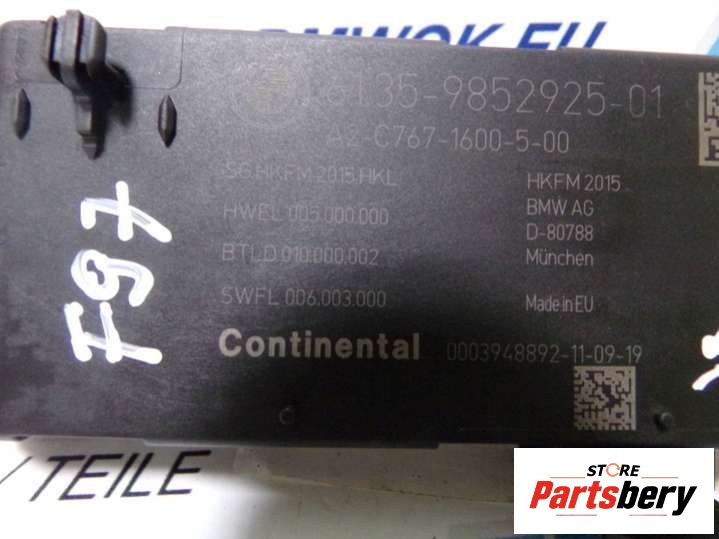 MWOK.EU
35-9852925-01
A2-C767-1600-5-00
SG.HKFM 2015.HKL
HWEL 005.000.000
BTLD 010.000.002
SWFL 006.003.000
HKFM 2015
BMW AG
D-80788
München
Made in EU
Continental 0003948892-11-09-19
F97
TEILE
STORE
Partsbery